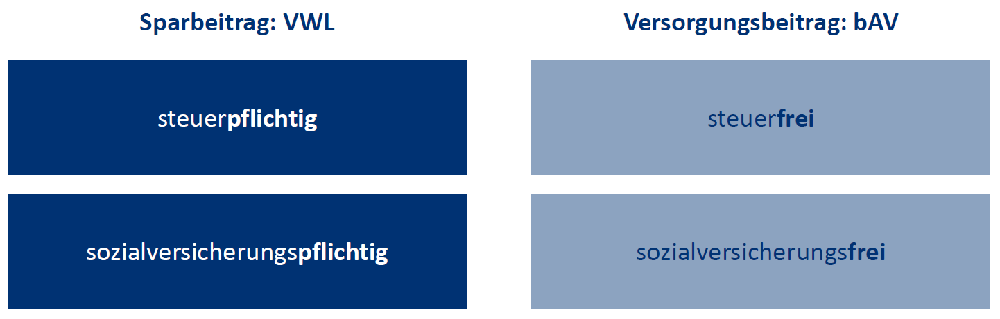 Sparbeitrag: VWL
Versorgungsbeitrag: bAV
steuerpflichtig
steuerfrei
sozialversicherungspflichtig
sozialversicherungsfrei